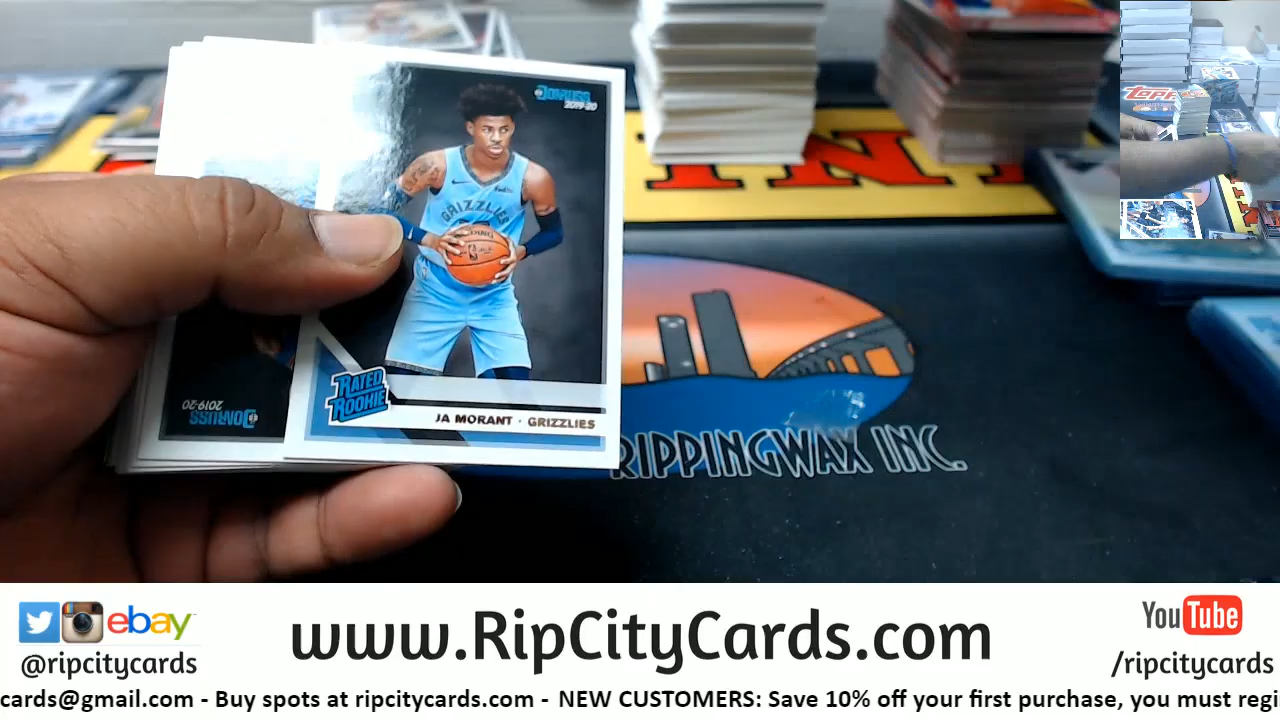 DONRUSS
2019-20
GRIZZLIES
RATED
ROOKIE
JA MORANT · GRIZZLIES
DONRUSS
2019-20
TOPPS
RIPPINGWAX INC.
ebay
@ripcitycards
www.RipCityCards.com
YouTube
/ripcitycards
cards@gmail.com - Buy spots at ripcitycards.com - NEW CUSTOMERS: Save 10% off your first purchase, you must regi